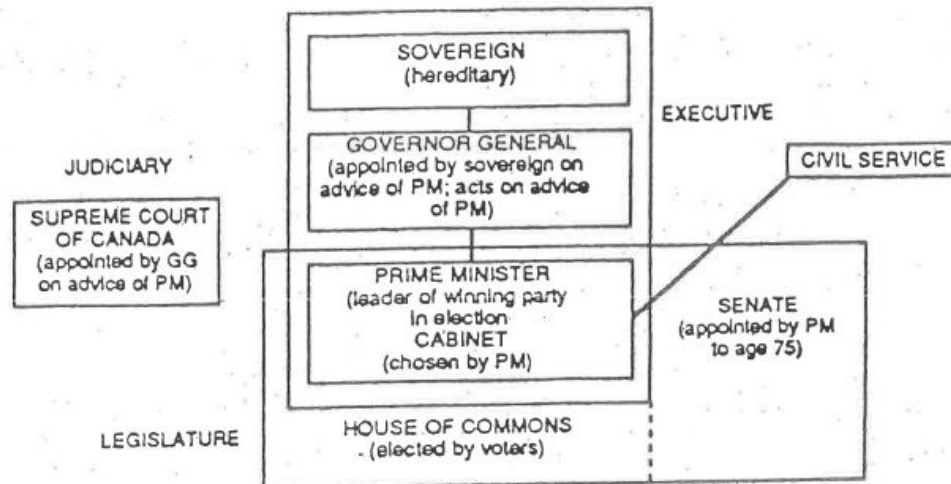 SOVEREIGN
(hereditary)
EXECUTIVE
GOVERNOR GENERAL
(appointed by sovereign on
advice of PM; acts on advice
of PM)
CIVIL SERVICE
JUDICIARY
SUPREME COURT
OF CANADA
(appointed by GG
on advice of PM)
PRIME MINISTER
(leader of winning party
in election
CABINET
(chosen by PM)
SENATE
(appointed by PM
to age 75)
LEGISLATURE
HOUSE OF COMMONS
(elected by voters)